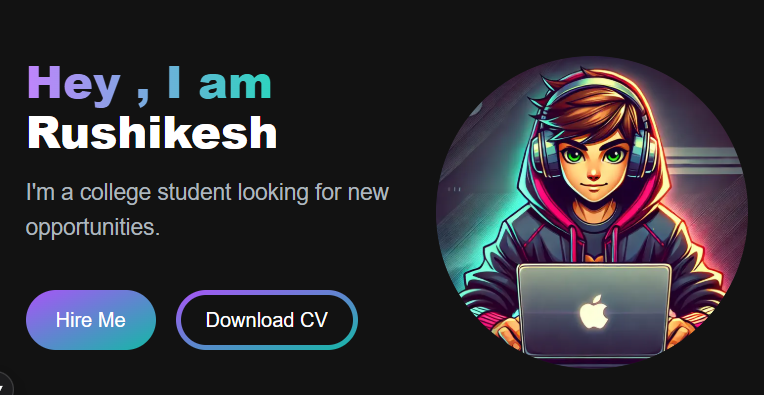 Hey , I am
Rushikesh
I'm a college student looking for new
opportunities.
Hire Me
Download CV